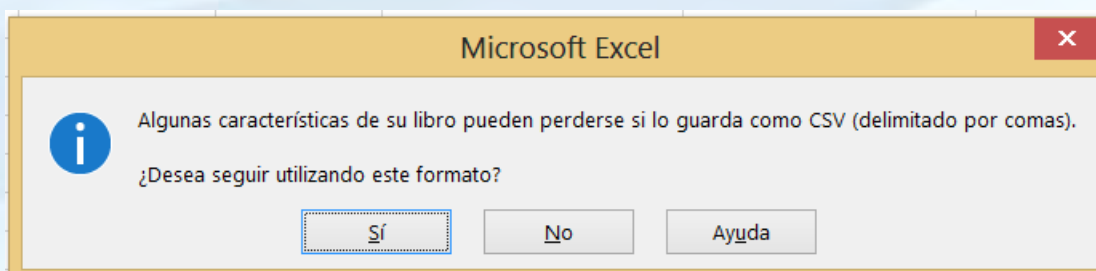 Microsoft Excel
Algunas características de su libro pueden perderse si lo guarda como CSV (delimitado por comas).
¿Desea seguir utilizando este formato?
Sí No Ayuda